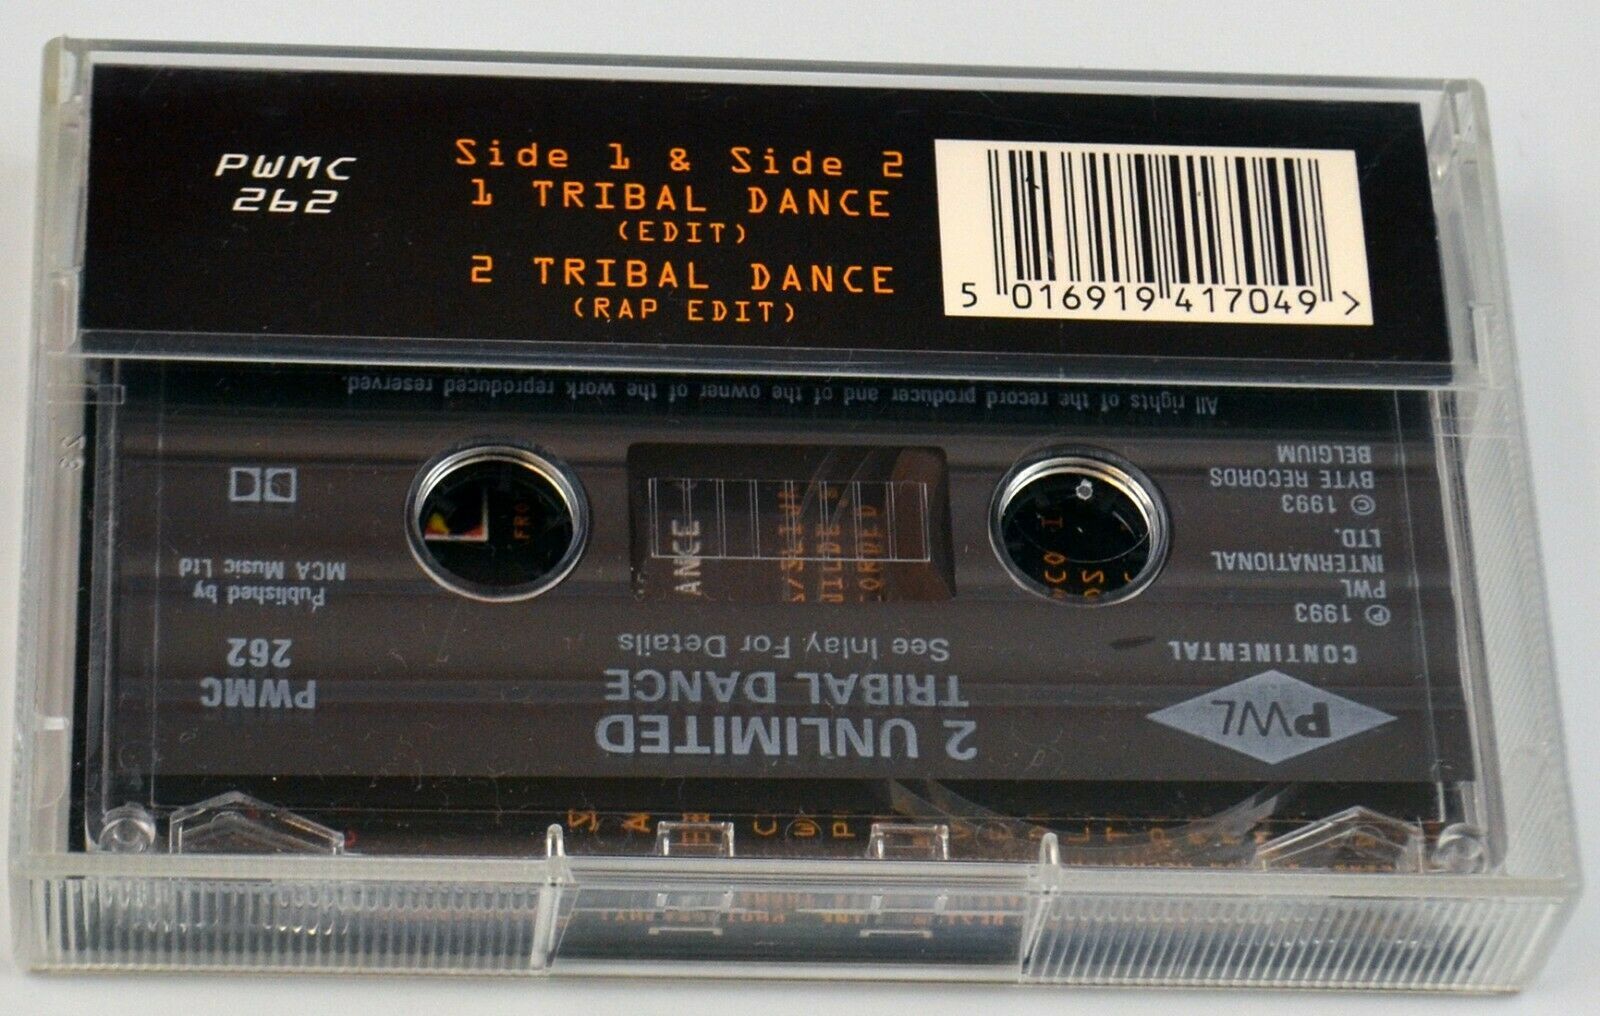 PWMC
262
Side 1 & Side 2
1 TRIBAL DANCE
(EDIT)
2 TRIBAL DANCE
(RAP EDIT)
5 016919 417049 >
All rights of the record producer and of the owner of the work reproduced reserved.
PWL
CONTINENTAL
℗ 1993
PWL
INTERNATIONAL
LTD.
© 1993
BYTE RECORDS
BELGIUM
2 UNLIMITED
TRIBAL DANCE
See Inlay For Details
PWMC
262
Published by
MCA Music Ltd
ANCE
FRO